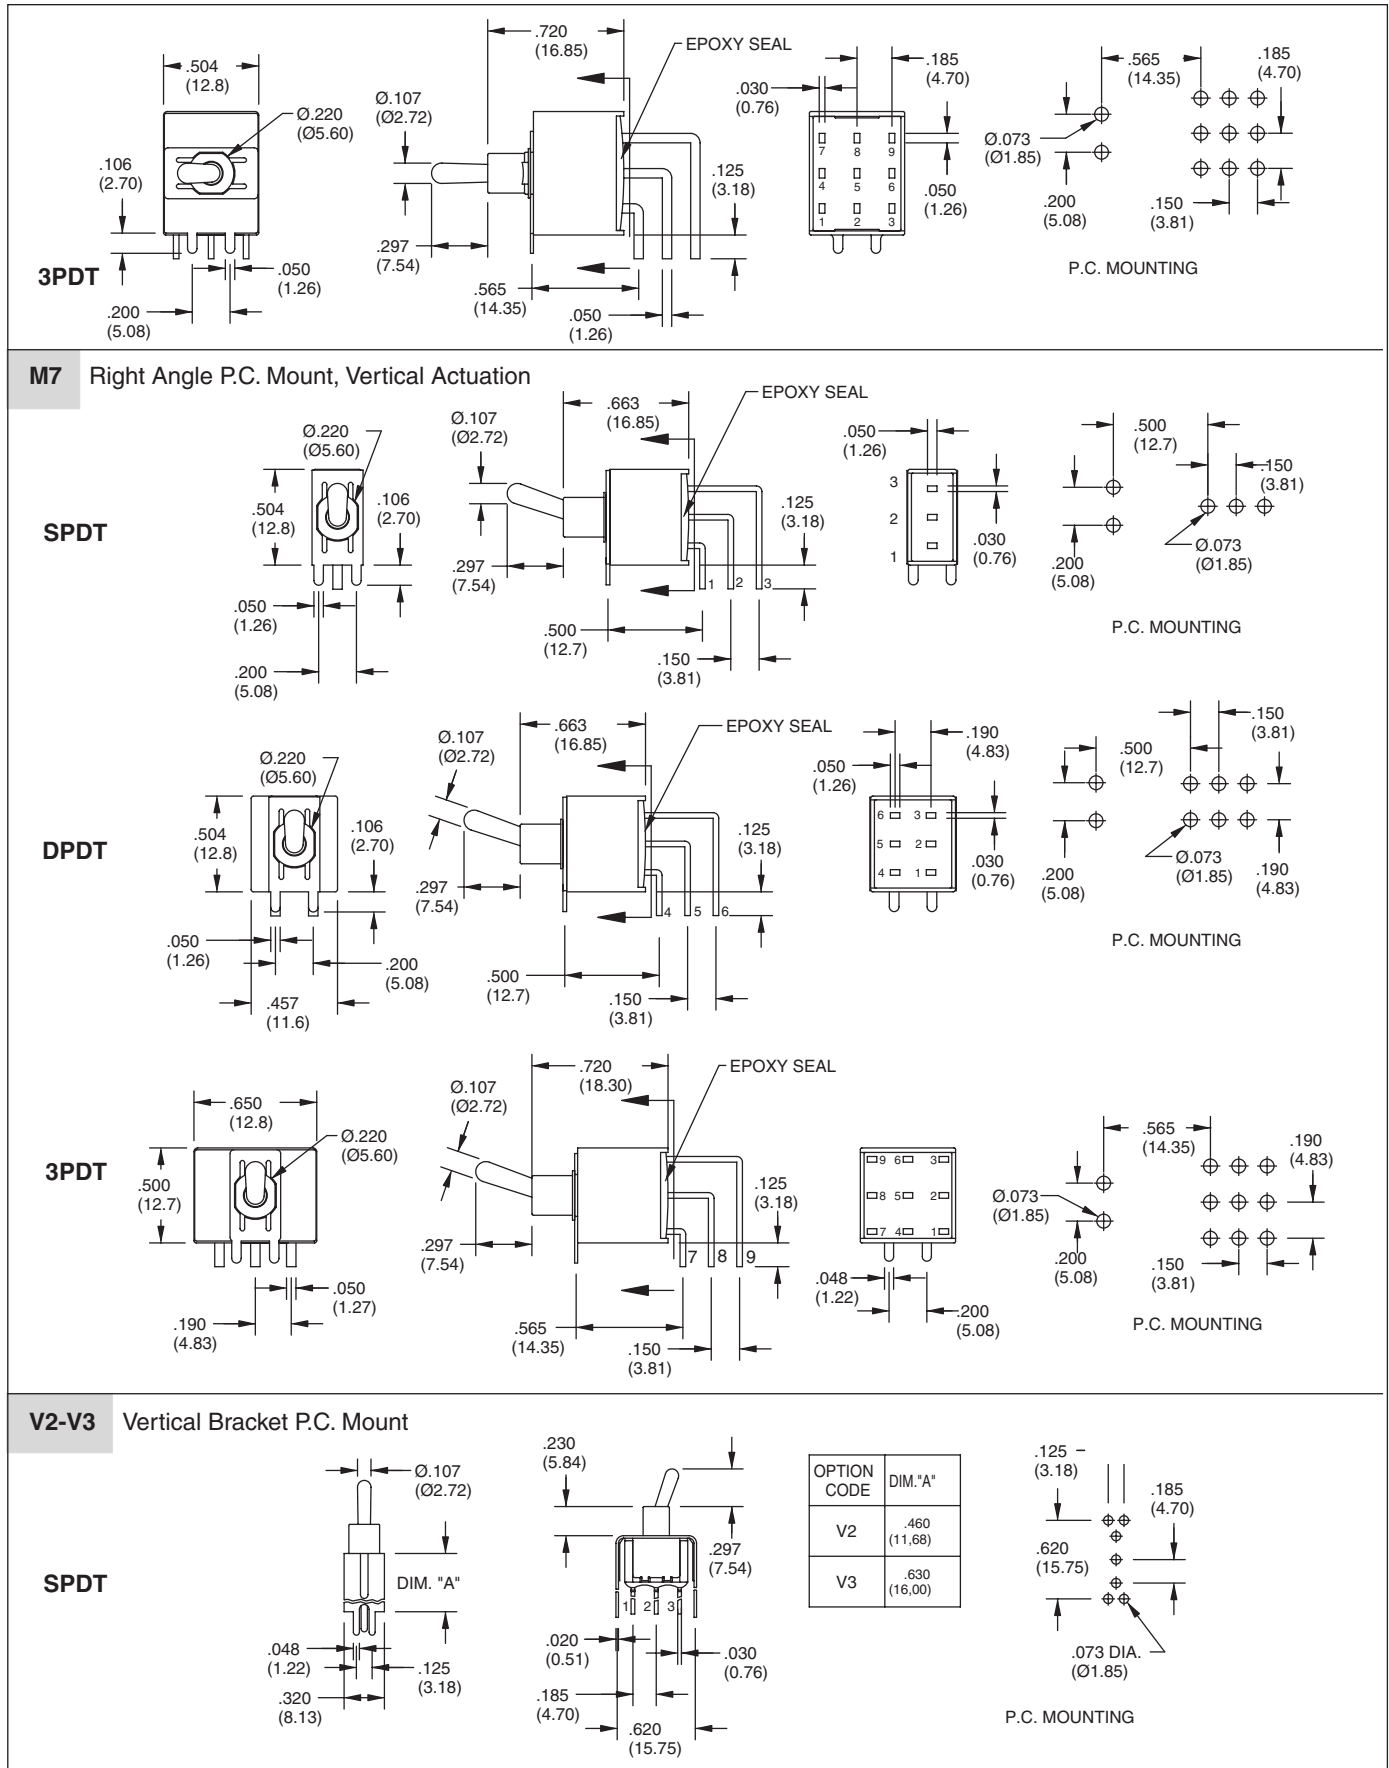 3PDT
.504
(12.8)
Ø.220
(Ø5.60)
.106
(2.70)
.050
(1.26)
.200
(5.08)
.720
(16.85)
EPOXY SEAL
Ø.107
(Ø2.72)
.125
(3.18)
.297
(7.54)
.565
(14.35)
.050
(1.26)
.185
(4.70)
.030
(0.76)
7 8 9
4 5 6
1 2 3
.050
(1.26)
.565
(14.35)
.185
(4.70)
Ø.073
(Ø1.85)
.200
(5.08)
.150
(3.81)
P.C. MOUNTING
M7 Right Angle P.C. Mount, Vertical Actuation
SPDT
Ø.220
(Ø5.60)
.504
(12.8)
.106
(2.70)
.050
(1.26)
.200
(5.08)
Ø.107
(Ø2.72)
.663
(16.85)
EPOXY SEAL
.125
(3.18)
.297
(7.54)
1 2 3
.500
(12.7)
.150
(3.81)
.050
(1.26)
3
2
1
.030
(0.76)
.500
(12.7)
.150
(3.81)
.200
(5.08)
Ø.073
(Ø1.85)
P.C. MOUNTING
DPDT
Ø.220
(Ø5.60)
.504
(12.8)
.106
(2.70)
.050
(1.26)
.200
(5.08)
.457
(11.6)
Ø.107
(Ø2.72)
.663
(16.85)
EPOXY SEAL
.125
(3.18)
.297
(7.54)
4 5 6
.500
(12.7)
.150
(3.81)
.190
(4.83)
.050
(1.26)
6 3
5 2
4 1
.030
(0.76)
.150
(3.81)
.500
(12.7)
.200
(5.08)
Ø.073
(Ø1.85)
.190
(4.83)
P.C. MOUNTING
3PDT
.650
(12.8)
Ø.220
(Ø5.60)
.500
(12.7)
.050
(1.27)
.190
(4.83)
Ø.107
(Ø2.72)
.720
(18.30)
EPOXY SEAL
.125
(3.18)
.297
(7.54)
7 8 9
.565
(14.35)
.150
(3.81)
9 6 3
8 5 2
7 4 1
.048
(1.22)
.200
(5.08)
.565
(14.35)
.190
(4.83)
Ø.073
(Ø1.85)
.200
(5.08)
.150
(3.81)
P.C. MOUNTING
V2-V3 Vertical Bracket P.C. Mount
SPDT
Ø.107
(Ø2.72)
DIM. "A"
.048
(1.22)
.125
(3.18)
.320
(8.13)
.230
(5.84)
.297
(7.54)
1 2 3
.020
(0.51)
.030
(0.76)
.185
(4.70)
.620
(15.75)
OPTION CODE DIM."A"
V2 .460 (11,68)
V3 .630 (16,00)
.125
(3.18)
.185
(4.70)
.620
(15.75)
.073 DIA.
(Ø1.85)
P.C. MOUNTING